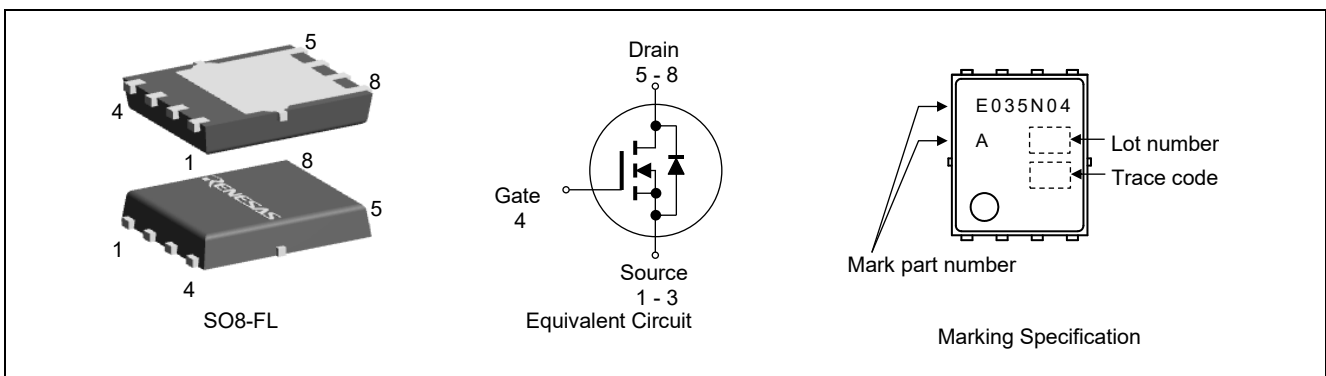 5
8
4
1
RENESAS
8
5
1
4
SO8-FL
Drain
5 - 8
Gate
4
Source
1 - 3
Equivalent Circuit
E035N04
A
Lot number
Trace code
Mark part number
Marking Specification